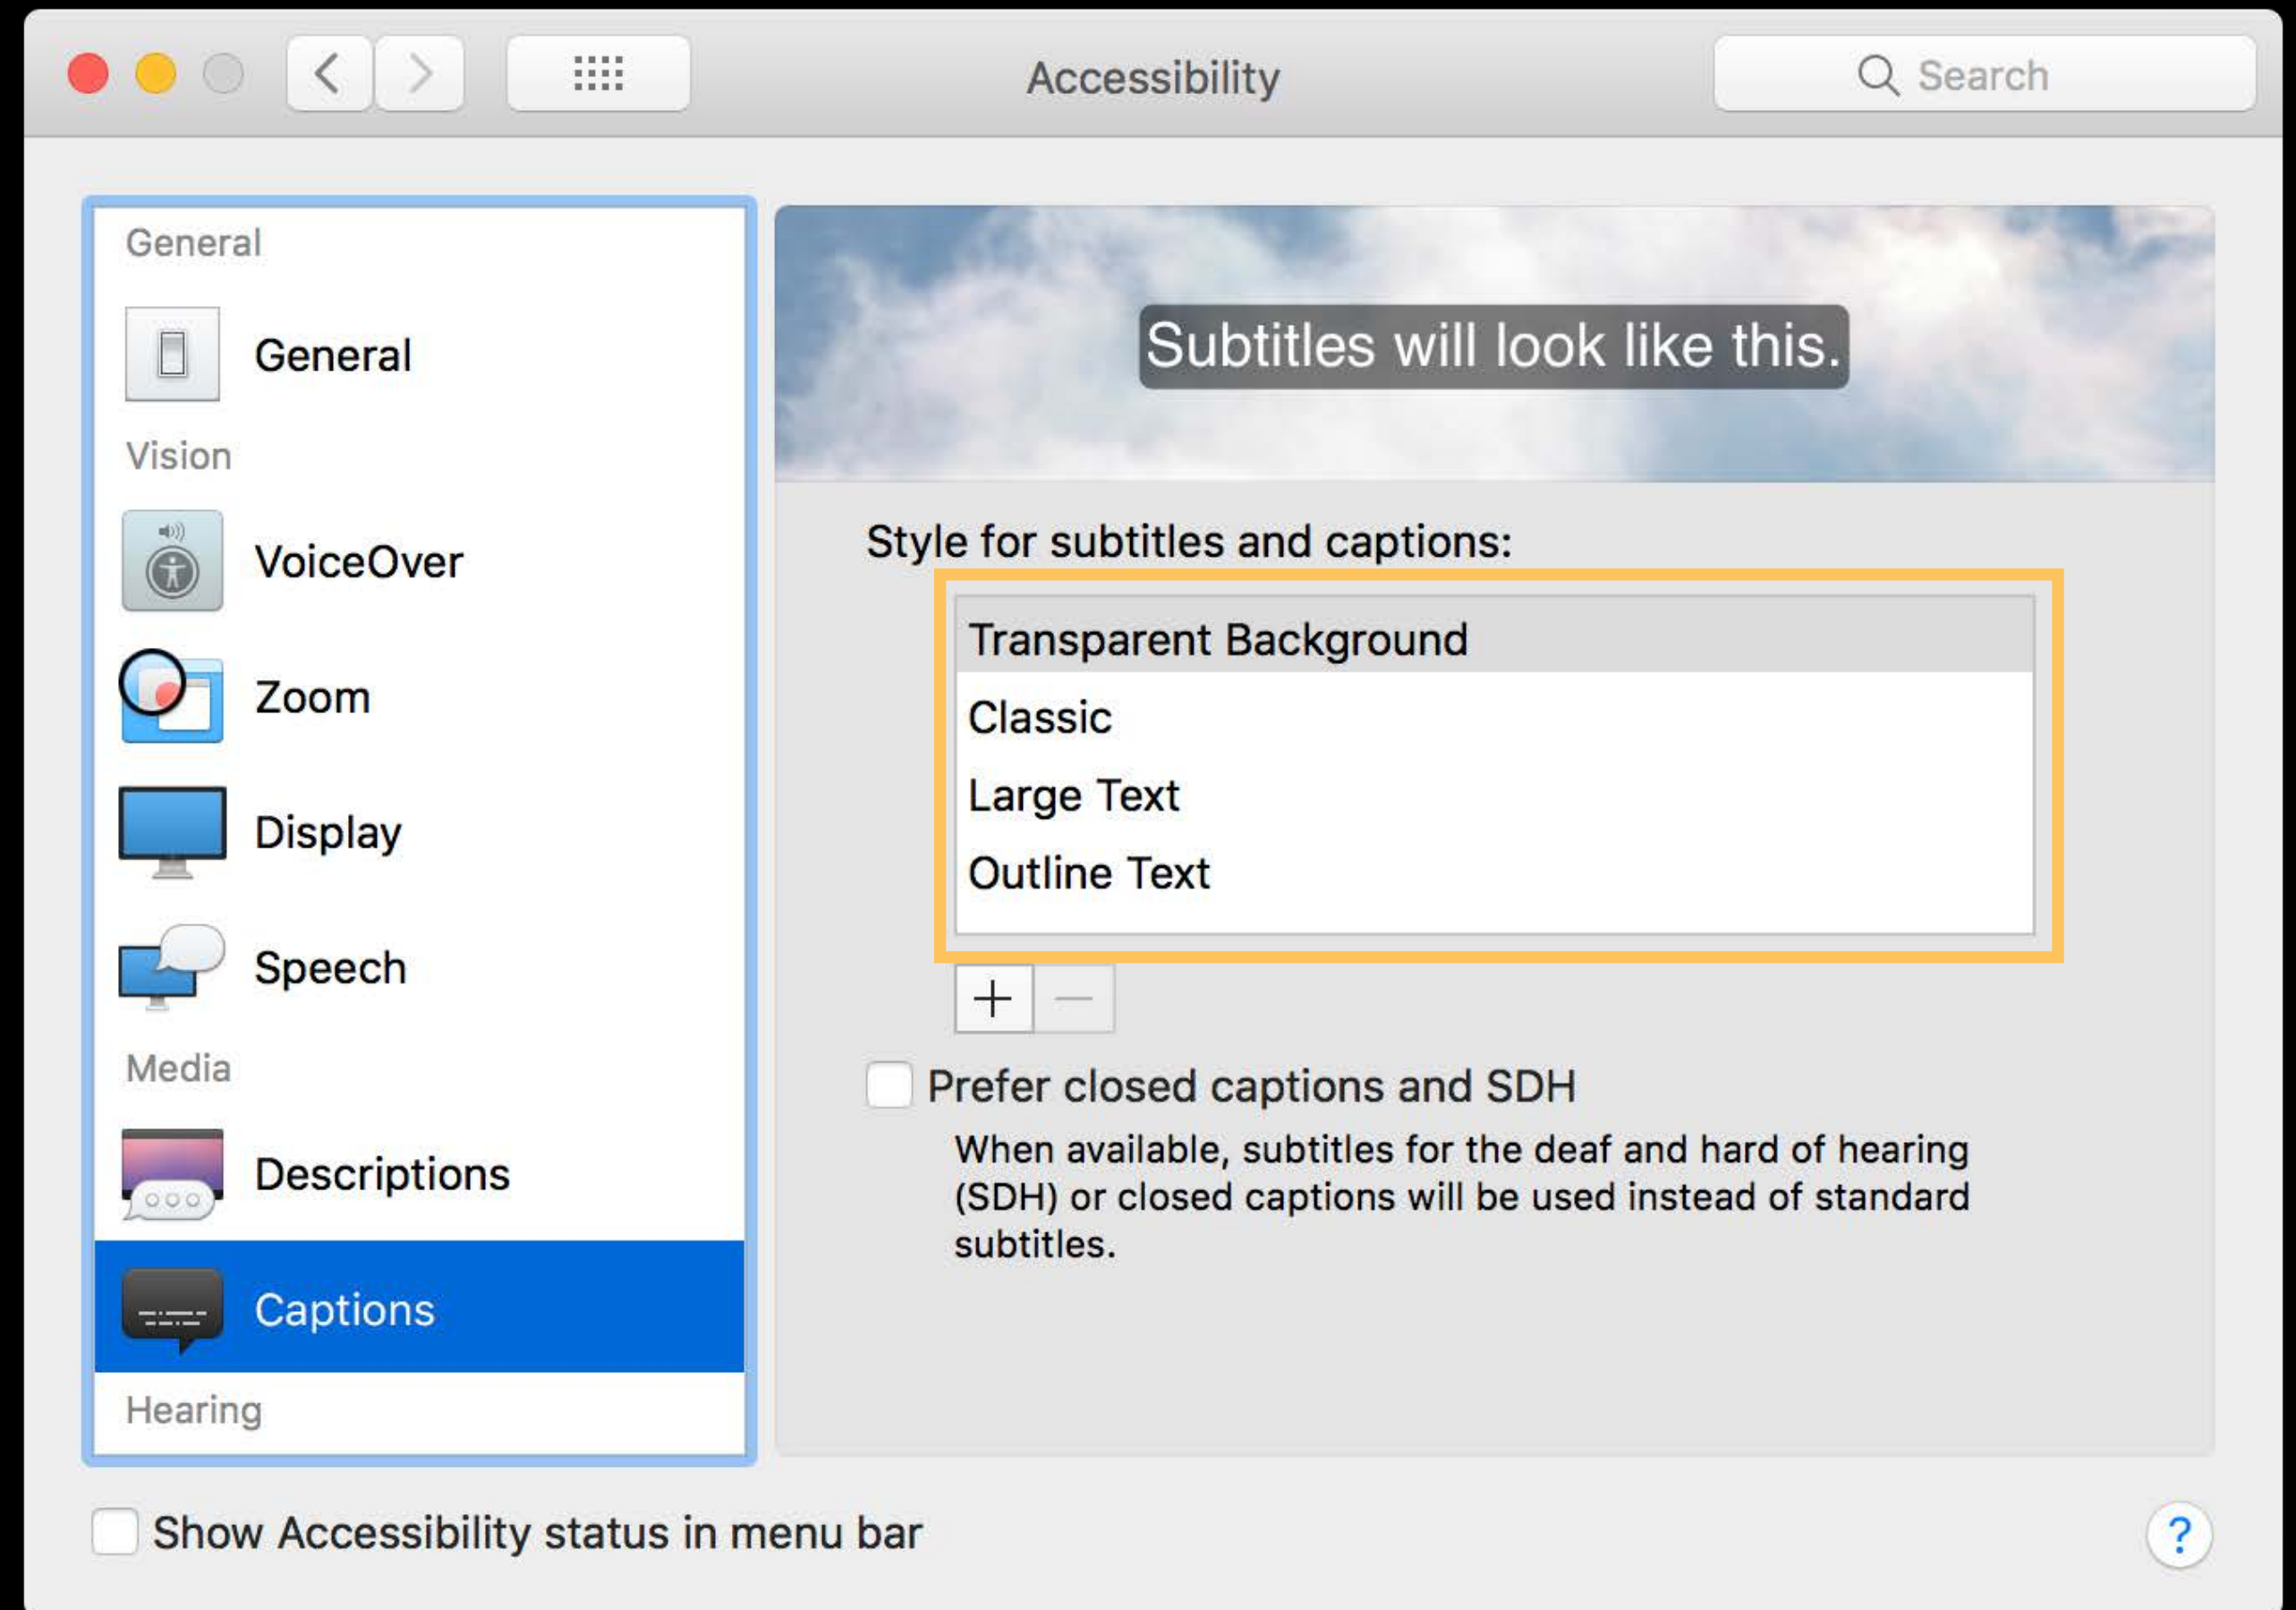 Accessibility
Search
General
General
Vision
VoiceOver
Zoom
Display
Speech
Media
Descriptions
Captions
Hearing
Subtitles will look like this.
Style for subtitles and captions:
Transparent Background
Classic
Large Text
Outline Text
Prefer closed captions and SDH
When available, subtitles for the deaf and hard of hearing
(SDH) or closed captions will be used instead of standard
subtitles.
Show Accessibility status in menu bar
?